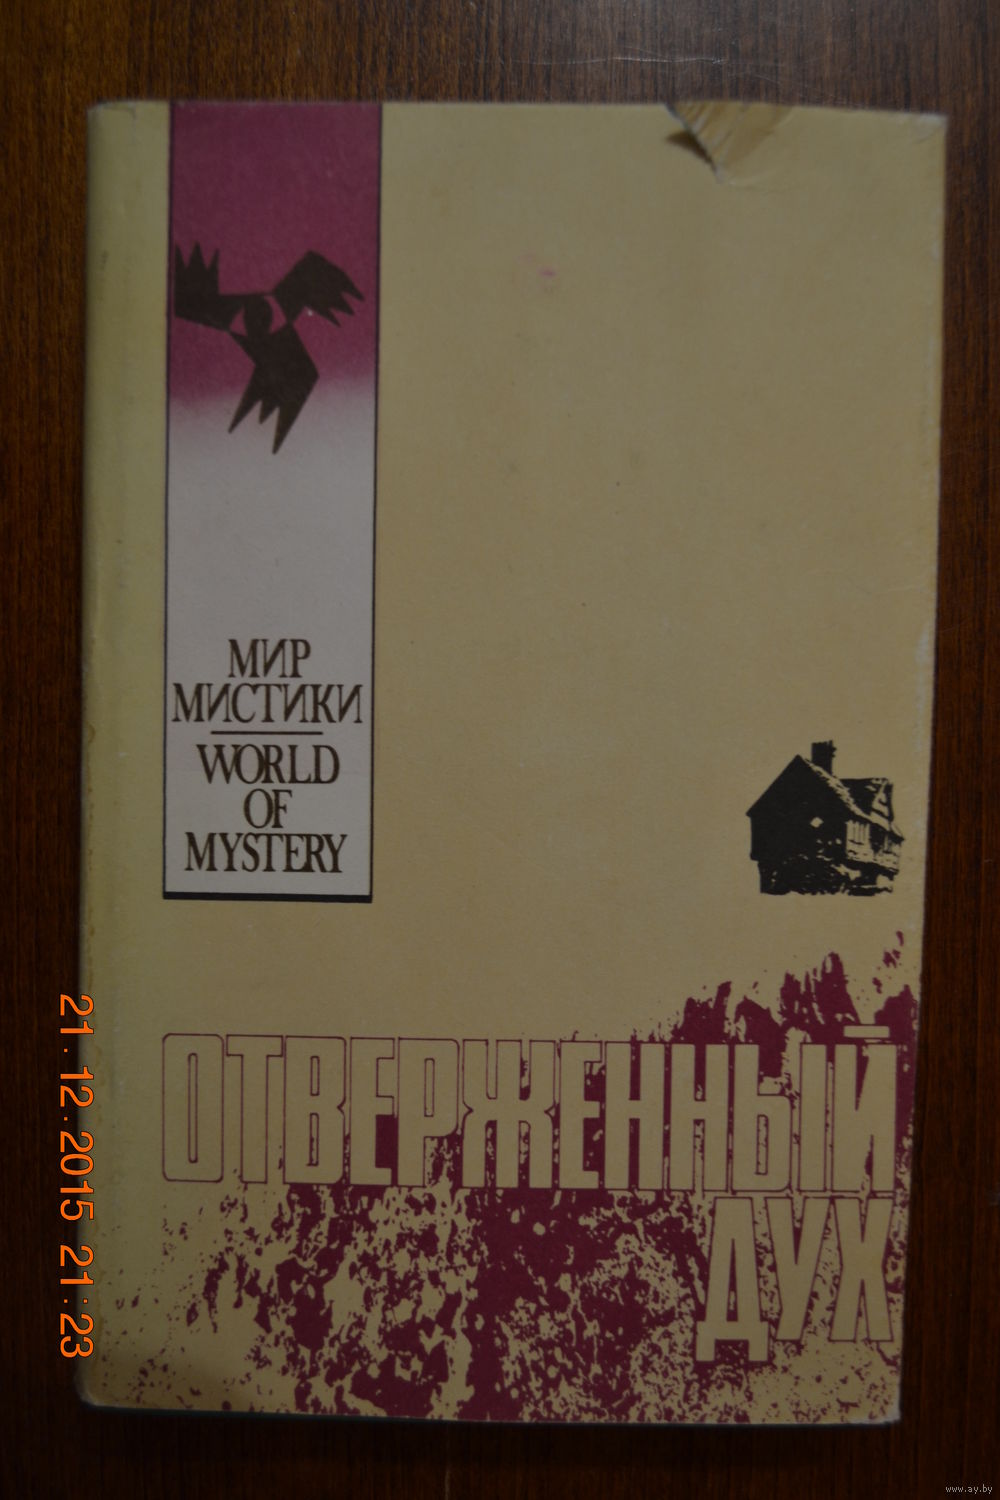 МИР
МИСТИКИ
WORLD
OF
MYSTERY
ОТВЕРЖЕННЫЙ
ДУХ
21.12.2015 21:23
www.ay.by